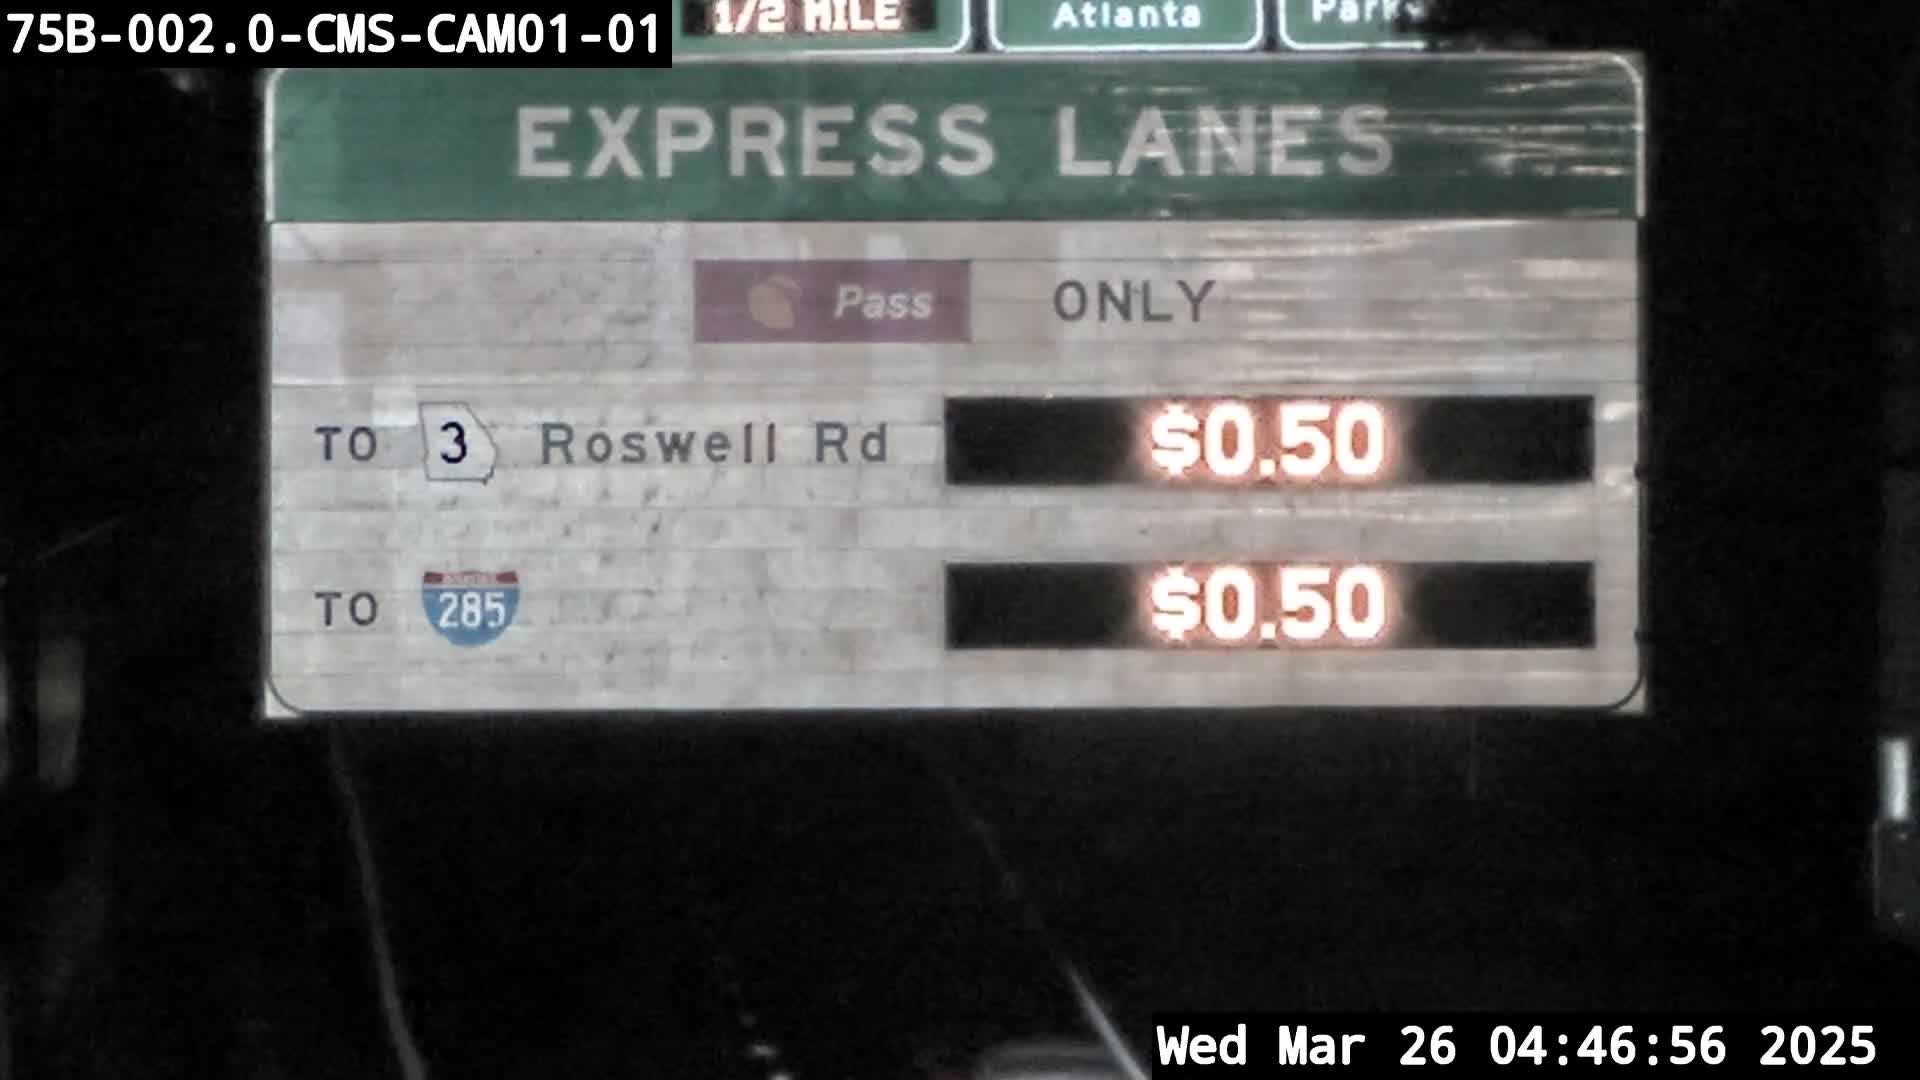 75B-002.0-CMS-CAM01-01
1/2 MILE
Atlanta
EXPRESS LANES
Pass ONLY
TO 3 Roswell Rd $0.50
TO 285 $0.50
Wed Mar 26 04:46:56 2025